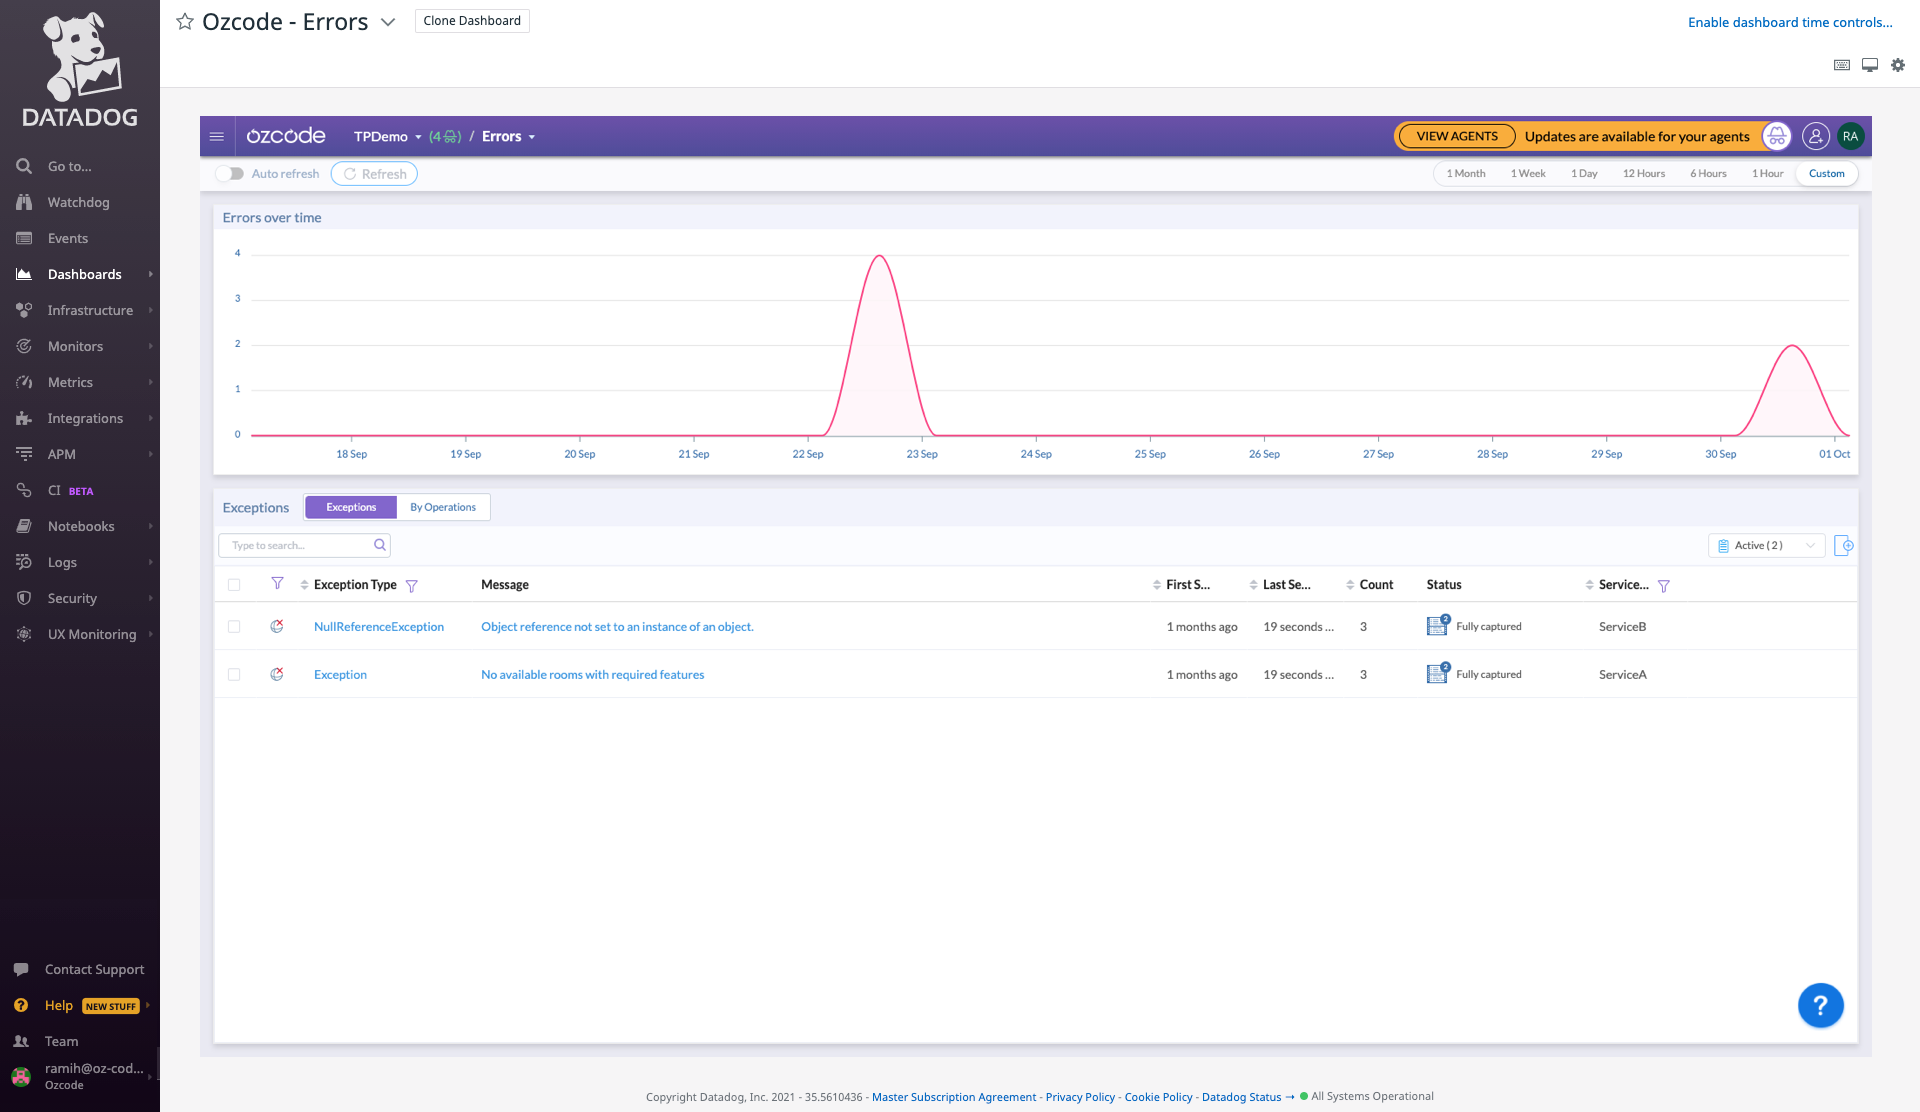 DATADOG
Go to...
Watchdog
Events
Dashboards
Infrastructure
Monitors
Metrics
Integrations
APM
CI BETA
Notebooks
Logs
Security
UX Monitoring
Contact Support
Help NEW STUFF
Team
ramih@oz-cod...
Ozcode
Ozcode - Errors
Clone Dashboard
Enable dashboard time controls...
ozcode TPDemo (4) / Errors
VIEW AGENTS Updates are available for your agents
RA
Auto refresh Refresh
1 Month 1 Week 1 Day 12 Hours 6 Hours 1 Hour Custom
Errors over time
4
3
2
1
0
18 Sep 19 Sep 20 Sep 21 Sep 22 Sep 23 Sep 24 Sep 25 Sep 26 Sep 27 Sep 28 Sep 29 Sep 30 Sep 01 Oct
Exceptions Exceptions By Operations
Type to search... Active ( 2 )
Exception Type Message First S... Last Se... Count Status Service...
NullReferenceException Object reference not set to an instance of an object. 1 months ago 19 seconds ... 3 2 Fully captured ServiceB
Exception No available rooms with required features 1 months ago 19 seconds ... 3 2 Fully captured ServiceA
?
Copyright Datadog, Inc. 2021 - 35.5610436 - Master Subscription Agreement - Privacy Policy - Cookie Policy - Datadog Status → All Systems Operational